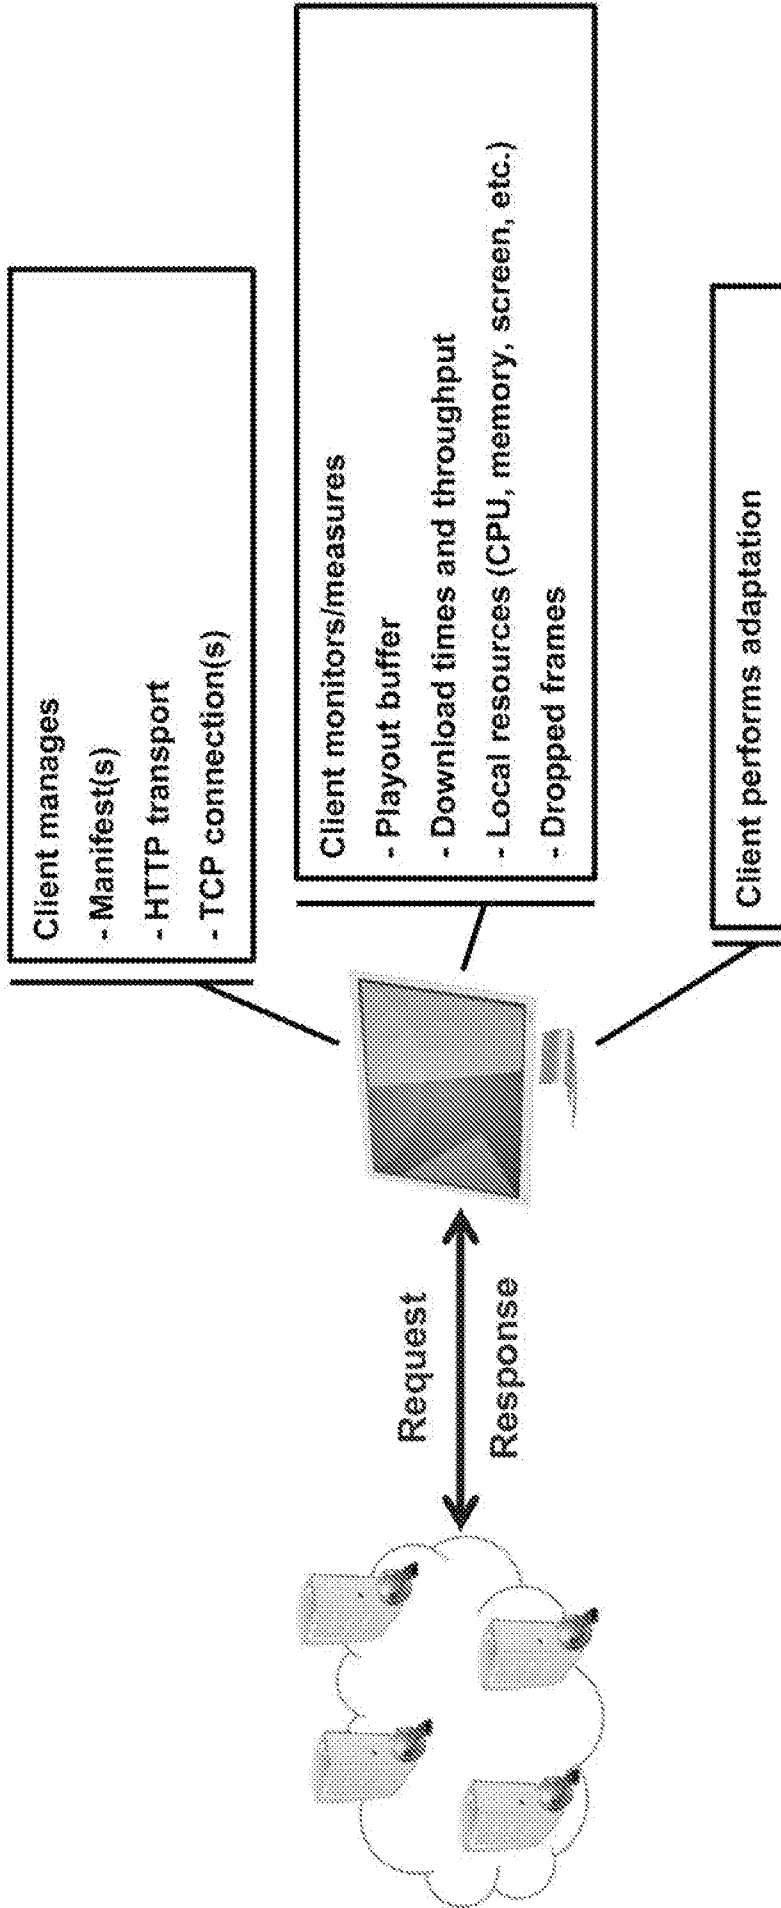 Client manages
- Manifest(s)
- HTTP transport
- TCP connection(s)
Client monitors/measures
- Playout buffer
- Download times and throughput
- Local resources (CPU, memory, screen, etc.)
- Dropped frames
Client performs adaptation
Request
Response